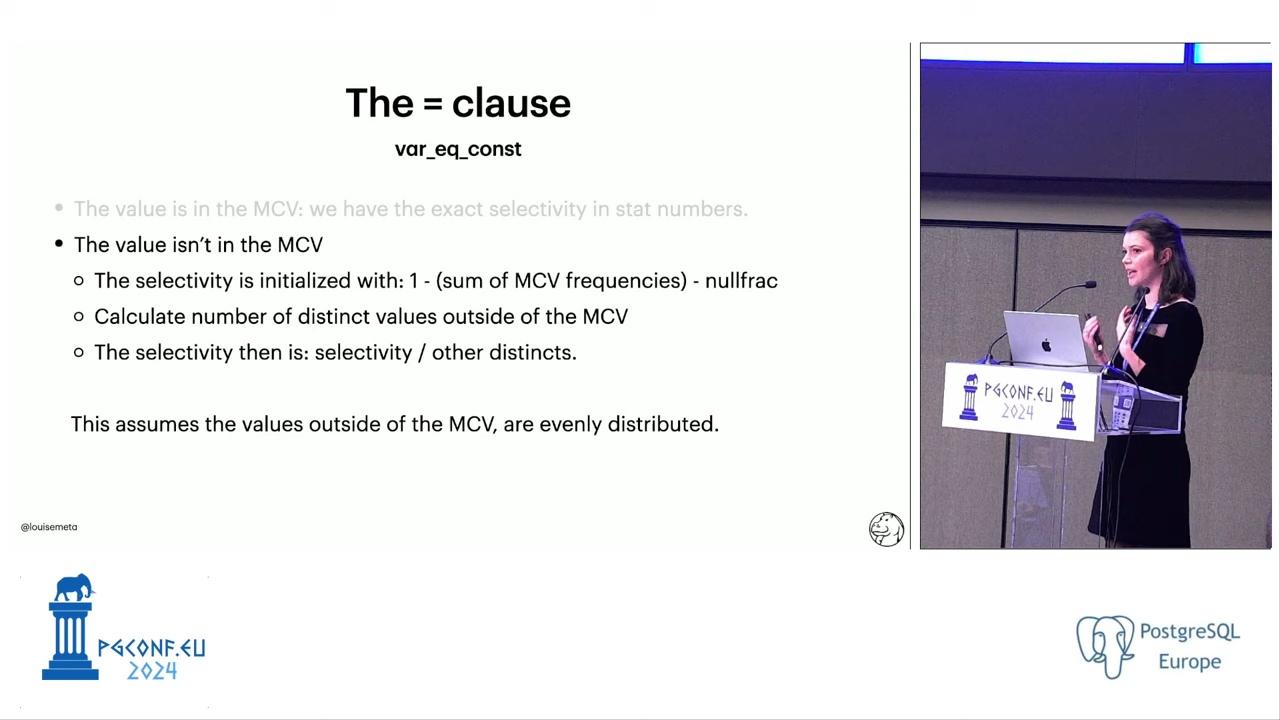 The = clause
var_eq_const
• The value is in the MCV: we have the exact selectivity in stat numbers.
• The value isn’t in the MCV
The selectivity is initialized with: 1 - (sum of MCV frequencies) - nullfrac
Calculate number of distinct values outside of the MCV
The selectivity then is: selectivity / other distincts.
This assumes the values outside of the MCV, are evenly distributed.
@louisemeta
PGCONF.EU
2024
PGCONF.EU
2024
PostgreSQL
Europe